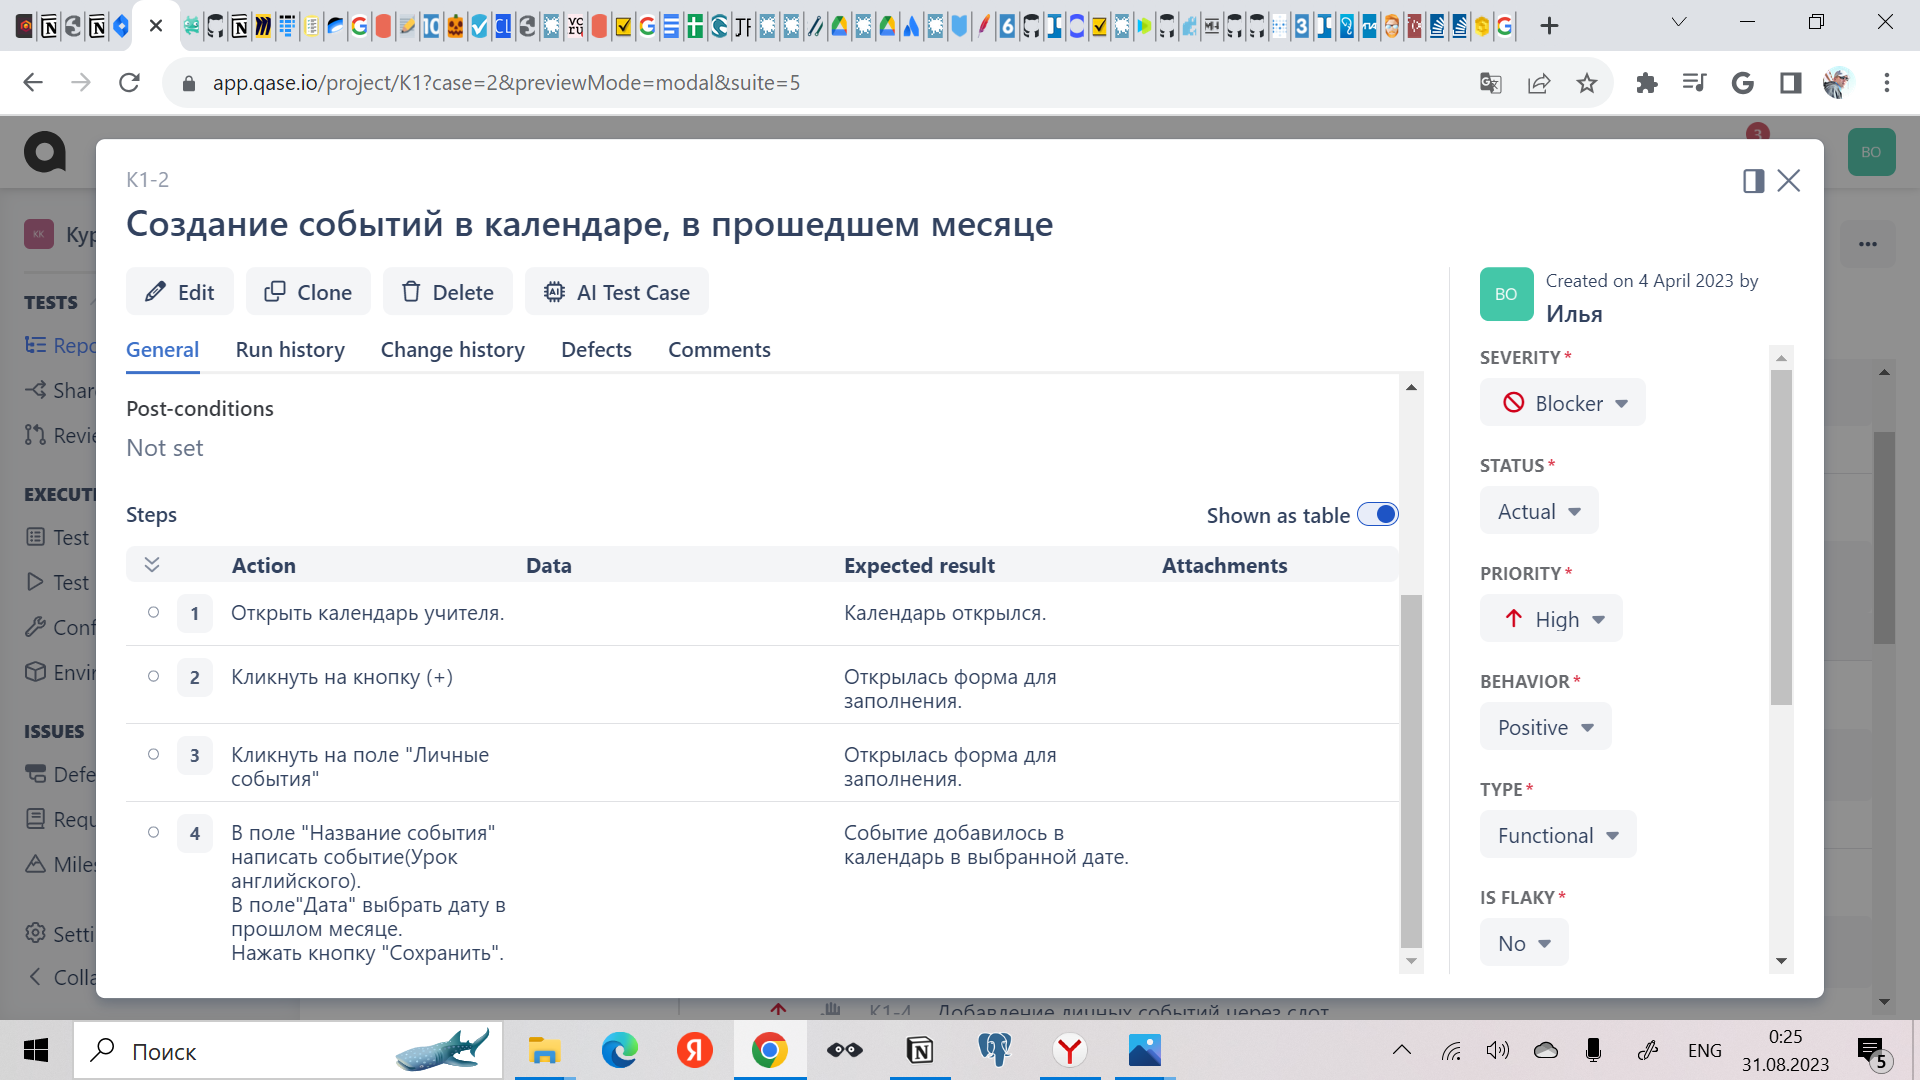 app.qase.io/project/K1?case=2&previewMode=modal&suite=5
3
BO
K1-2
Создание событий в календаре, в прошедшем месяце
КК
Кур
Edit
Clone
Delete
AI Test Case
BO
Created on 4 April 2023 by
Илья
TESTS
Repo
Shar
Revie
General
Run history
Change history
Defects
Comments
SEVERITY*
Blocker
Post-conditions
Not set
STATUS*
Actual
EXECUTI
Test
Test
Conf
Envir
Steps
Shown as table
Action
Data
Expected result
Attachments
1
Открыть календарь учителя.
Календарь открылся.
PRIORITY*
High
2
Кликнуть на кнопку (+)
Открылась форма для
заполнения.
BEHAVIOR*
Positive
ISSUES
Defe
Requ
Miles
3
Кликнуть на поле "Личные
события"
Открылась форма для
заполнения.
TYPE*
Functional
4
В поле "Название события"
написать событие(Урок
английского).
В поле"Дата" выбрать дату в
прошлом месяце.
Нажать кнопку "Сохранить".
Событие добавилось в
календарь в выбранной дате.
IS FLAKY*
No
Setti
Colla
K1-4
Добавление личных событий через слот
Поиск
ENG
0:25
31.08.2023
5